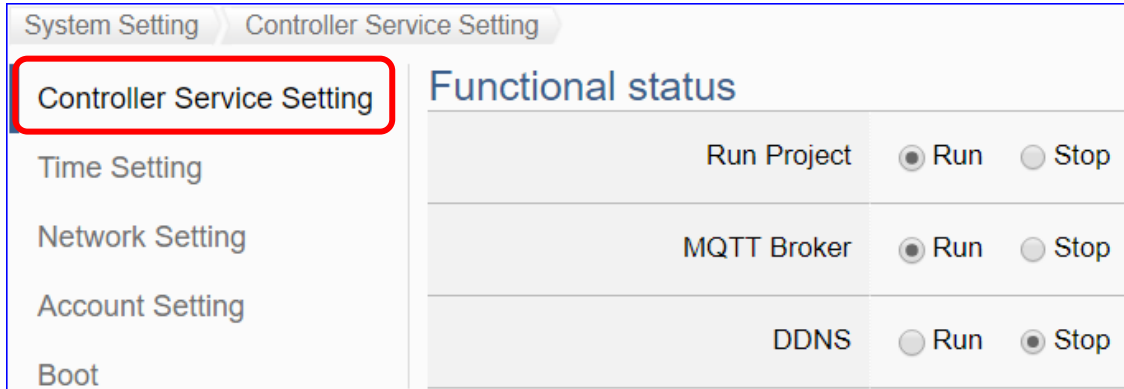 System Setting Controller Service Setting
Controller Service Setting
Time Setting
Network Setting
Account Setting
Boot
Functional status
Run Project Run Stop
MQTT Broker Run Stop
DDNS Run Stop